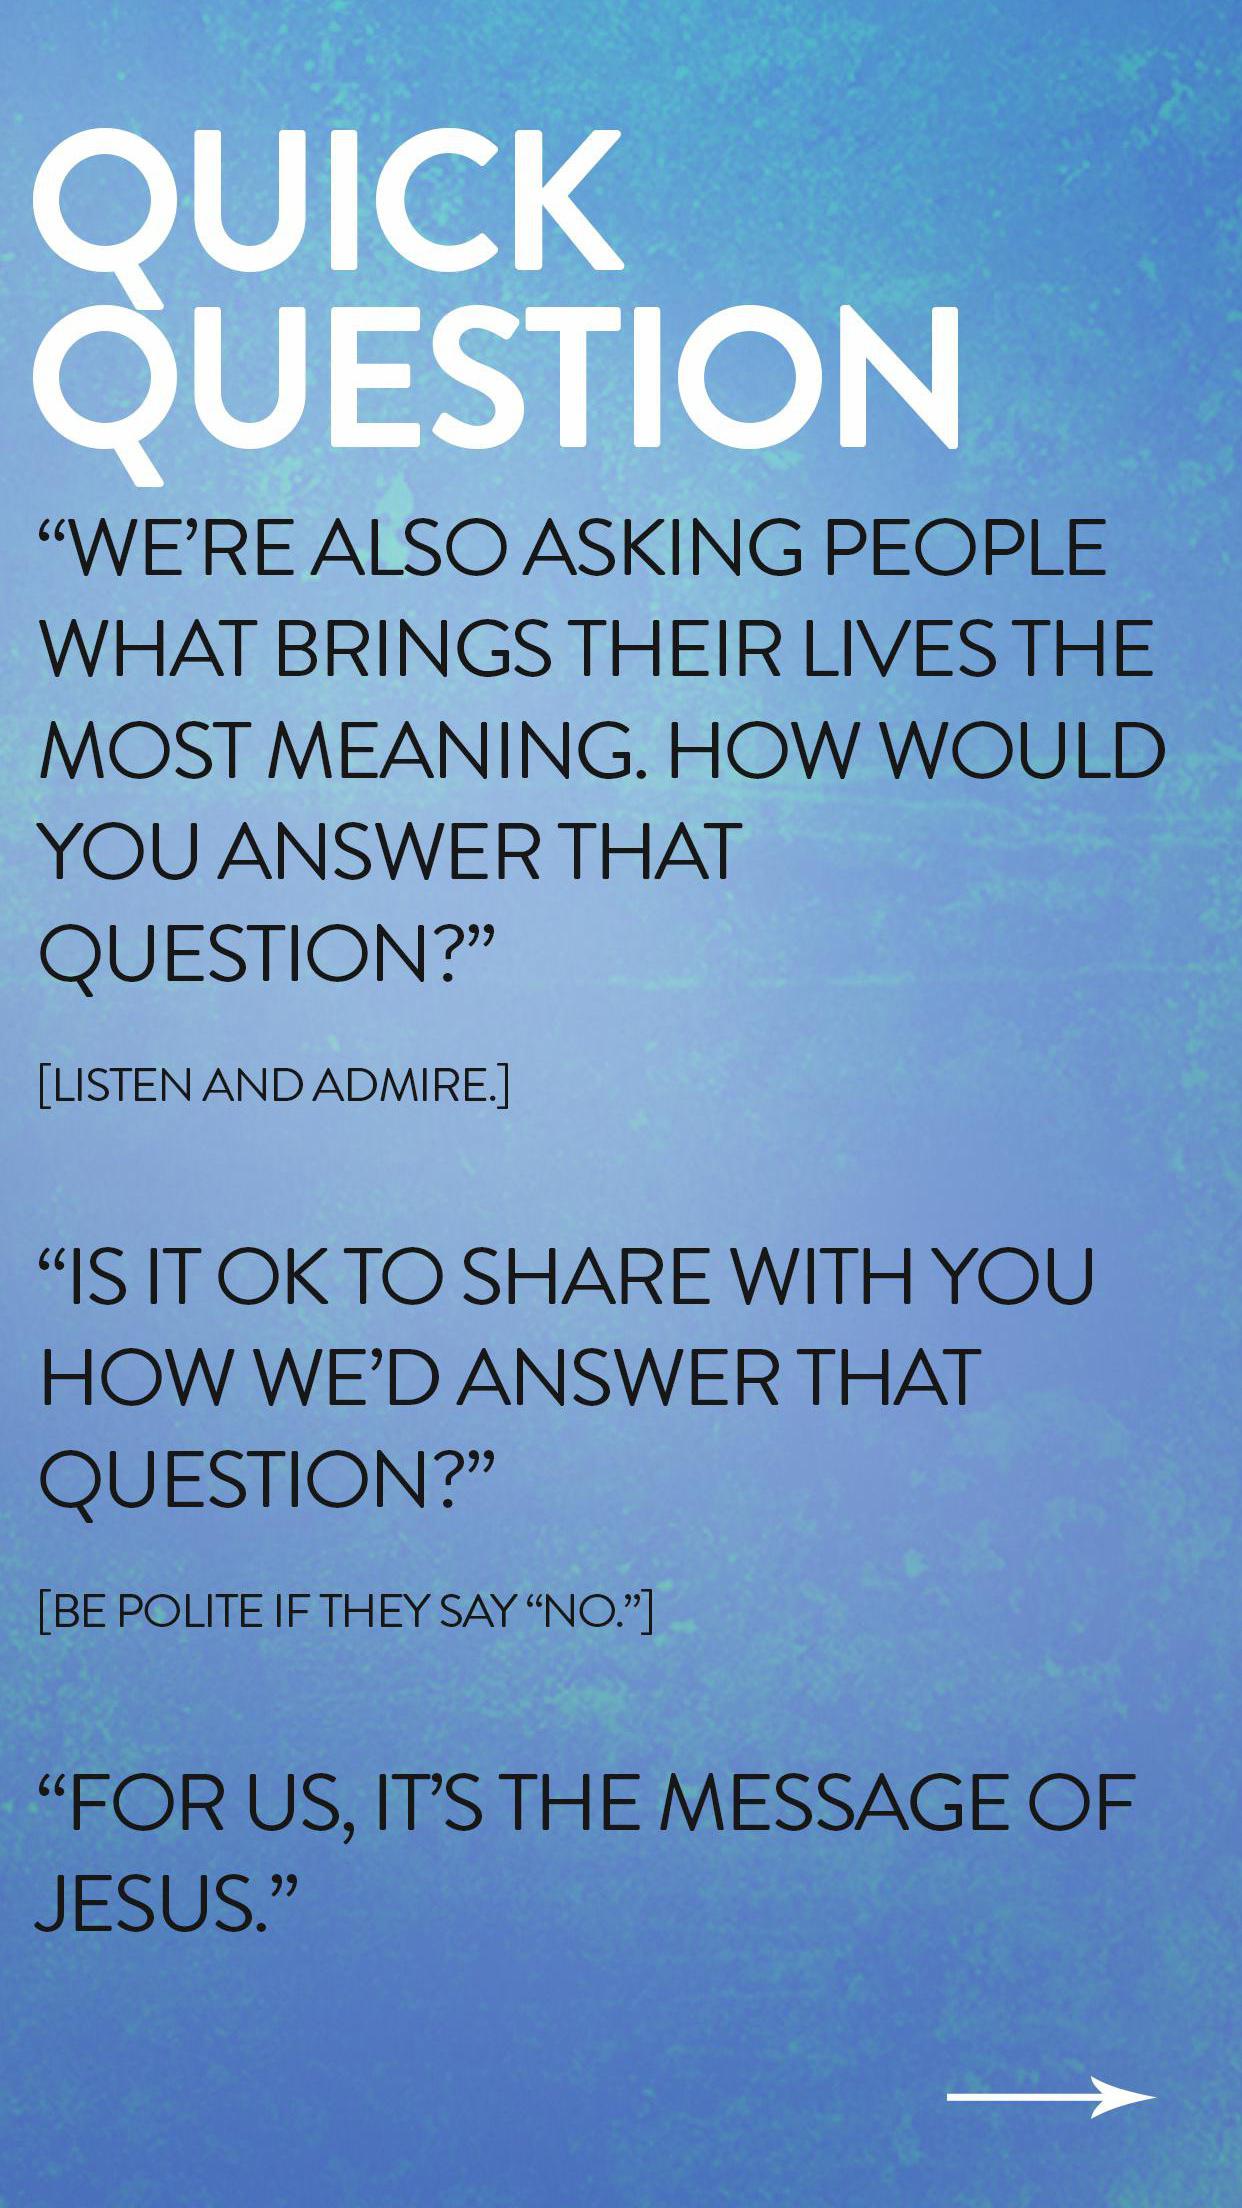 QUICK
QUESTION
“WE’RE ALSO ASKING PEOPLE
WHAT BRINGS THEIR LIVES THE
MOST MEANING. HOW WOULD
YOU ANSWER THAT
QUESTION?”
[LISTEN AND ADMIRE.]
“IS IT OK TO SHARE WITH YOU
HOW WE’D ANSWER THAT
QUESTION?”
[BE POLITE IF THEY SAY “NO.”]
“FOR US, IT’S THE MESSAGE OF
JESUS.”